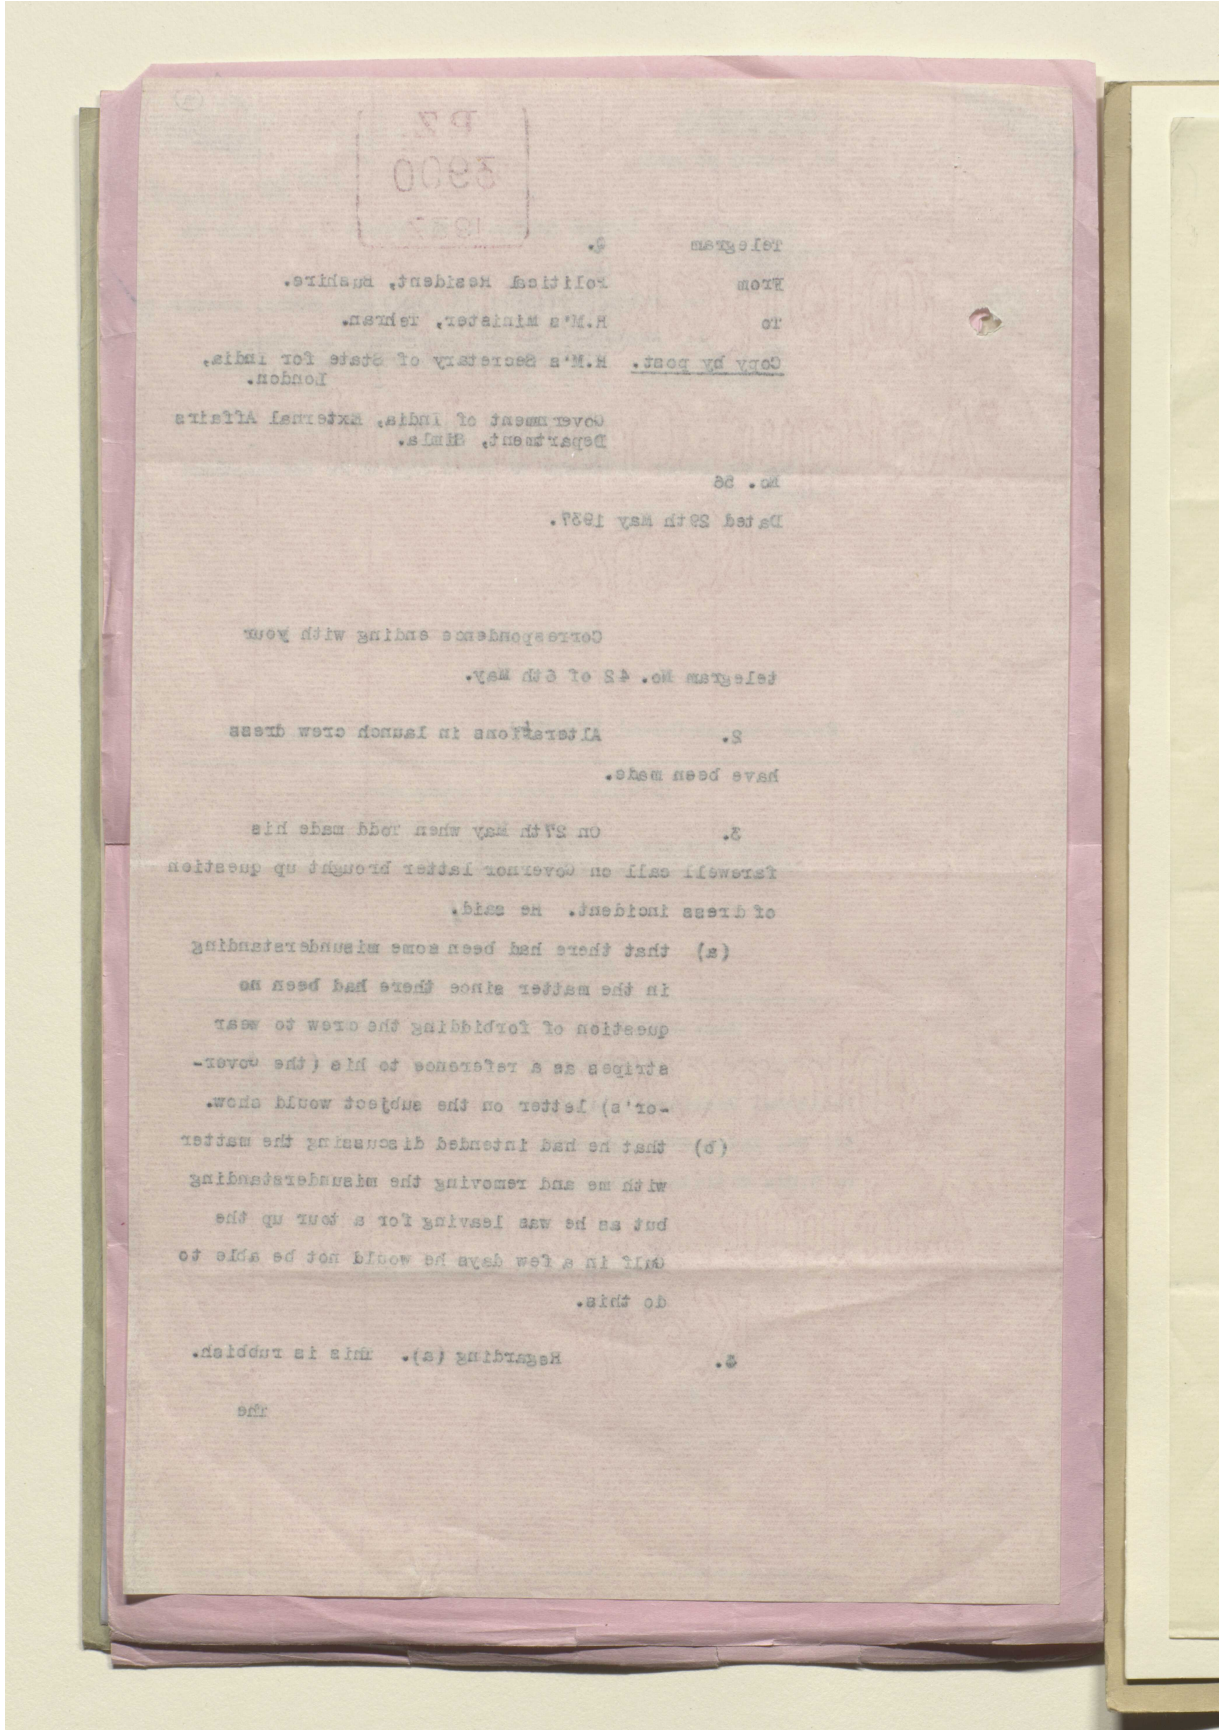 P.Z.
3900
1937
Telegram Q.
From Political Resident, Bushire.
To H.M's Minister, Tehran.
Copy by post. H.M's Secretary of State for India,
London.
Government of India, External Affairs
Department, Simla.
No. 56
Dated 29th May 1937.
Correspondence ending with your
telegram No. 42 of 6th May.
2. Alterations in launch crew dress
have been made.
3. On 27th May when Todd made his
farewell call on Governor latter brought up question
of dress incident. He said.
(a) that there had been some misunderstanding
in the matter since there had been no
question of forbidding the crew to wear
stripes as a reference to his (the Gover-
-or's) letter on the subject would show.
(b) that he had intended discussing the matter
with me and removing the misunderstanding
but as he was leaving for a tour up the
Gulf in a few days he would not be able to
do this.
4. Regarding (a). This is rubbish.
The